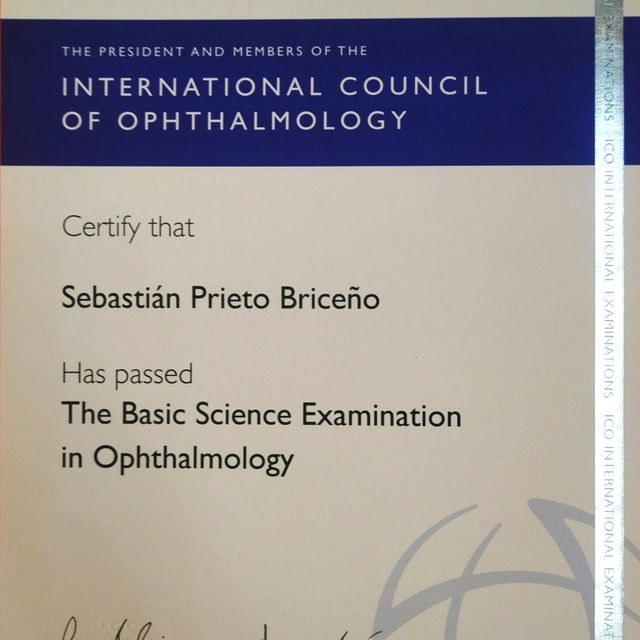 THE PRESIDENT AND MEMBERS OF THE
INTERNATIONAL COUNCIL
OF OPHTHALMOLOGY
Certify that
Sebastián Prieto Briceño
Has passed
The Basic Science Examination
in Ophthalmology
EXAMINATIONS ICO INTERNATIONAL EXAMINATIONS ICO INTERNATIONAL